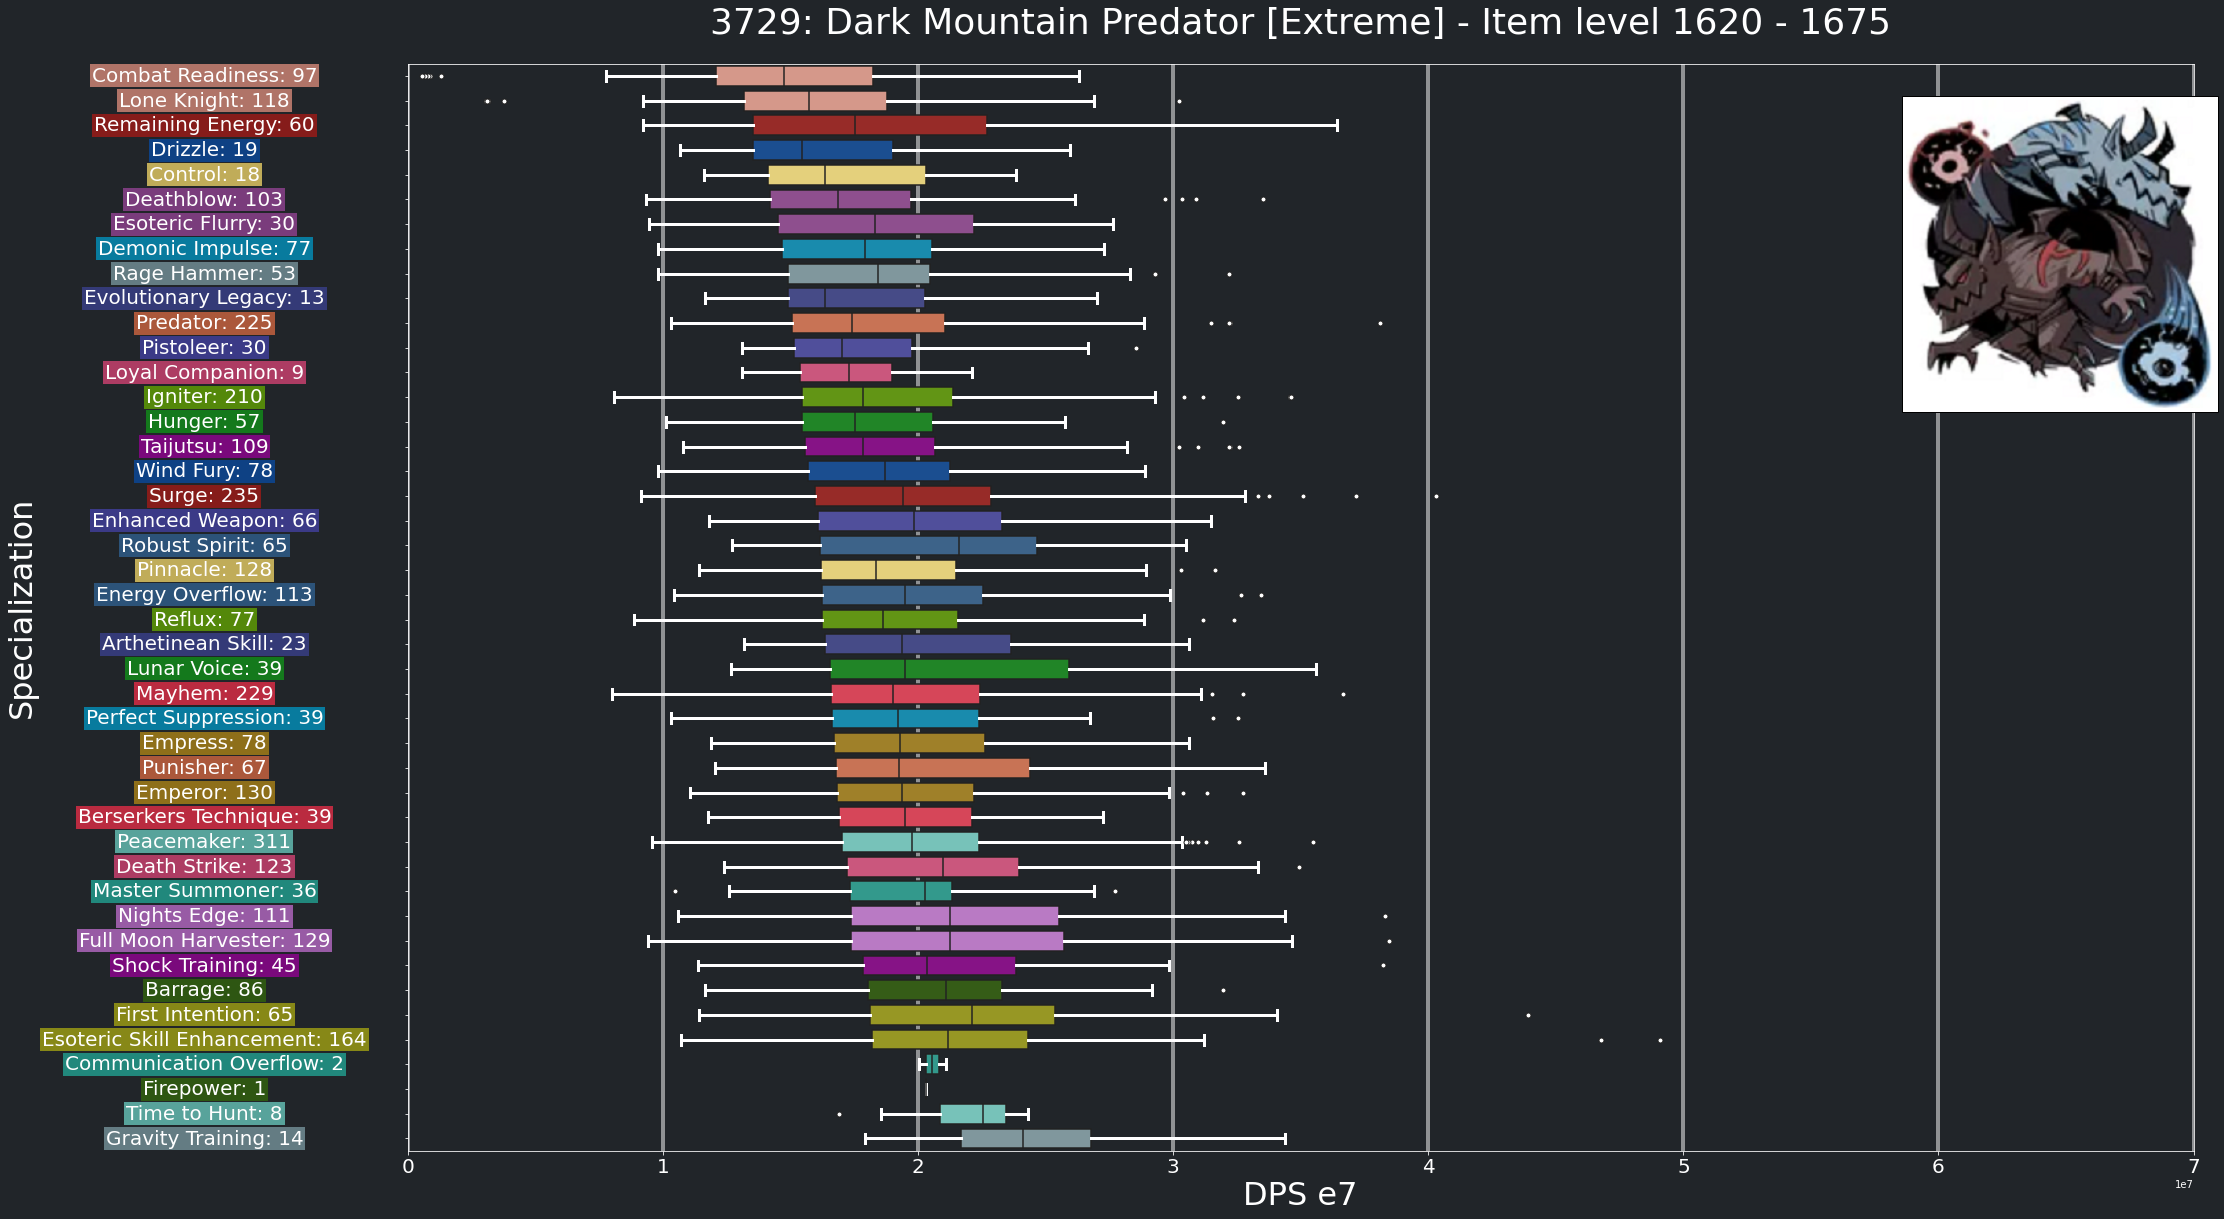 3729: Dark Mountain Predator [Extreme] - Item level 1620 - 1675
Specialization
Combat Readiness: 97
Lone Knight: 118
Remaining Energy: 60
Drizzle: 19
Control: 18
Deathblow: 103
Esoteric Flurry: 30
Demonic Impulse: 77
Rage Hammer: 53
Evolutionary Legacy: 13
Predator: 225
Pistoleer: 30
Loyal Companion: 9
Igniter: 210
Hunger: 57
Taijutsu: 109
Wind Fury: 78
Surge: 235
Enhanced Weapon: 66
Robust Spirit: 65
Pinnacle: 128
Energy Overflow: 113
Reflux: 77
Arthetinean Skill: 23
Lunar Voice: 39
Mayhem: 229
Perfect Suppression: 39
Empress: 78
Punisher: 67
Emperor: 130
Berserkers Technique: 39
Peacemaker: 311
Death Strike: 123
Master Summoner: 36
Nights Edge: 111
Full Moon Harvester: 129
Shock Training: 45
Barrage: 86
First Intention: 65
Esoteric Skill Enhancement: 164
Communication Overflow: 2
Firepower: 1
Time to Hunt: 8
Gravity Training: 14
0 1 2 3 4 5 6 7
1e7
DPS e7